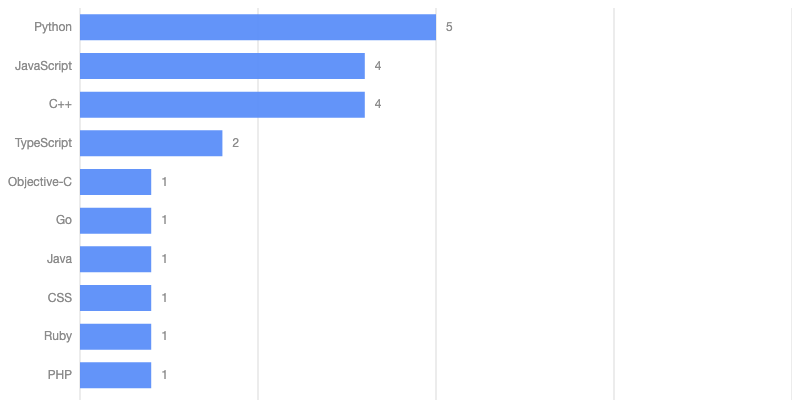 Python 5
JavaScript 4
C++ 4
TypeScript 2
Objective-C 1
Go 1
Java 1
CSS 1
Ruby 1
PHP 1